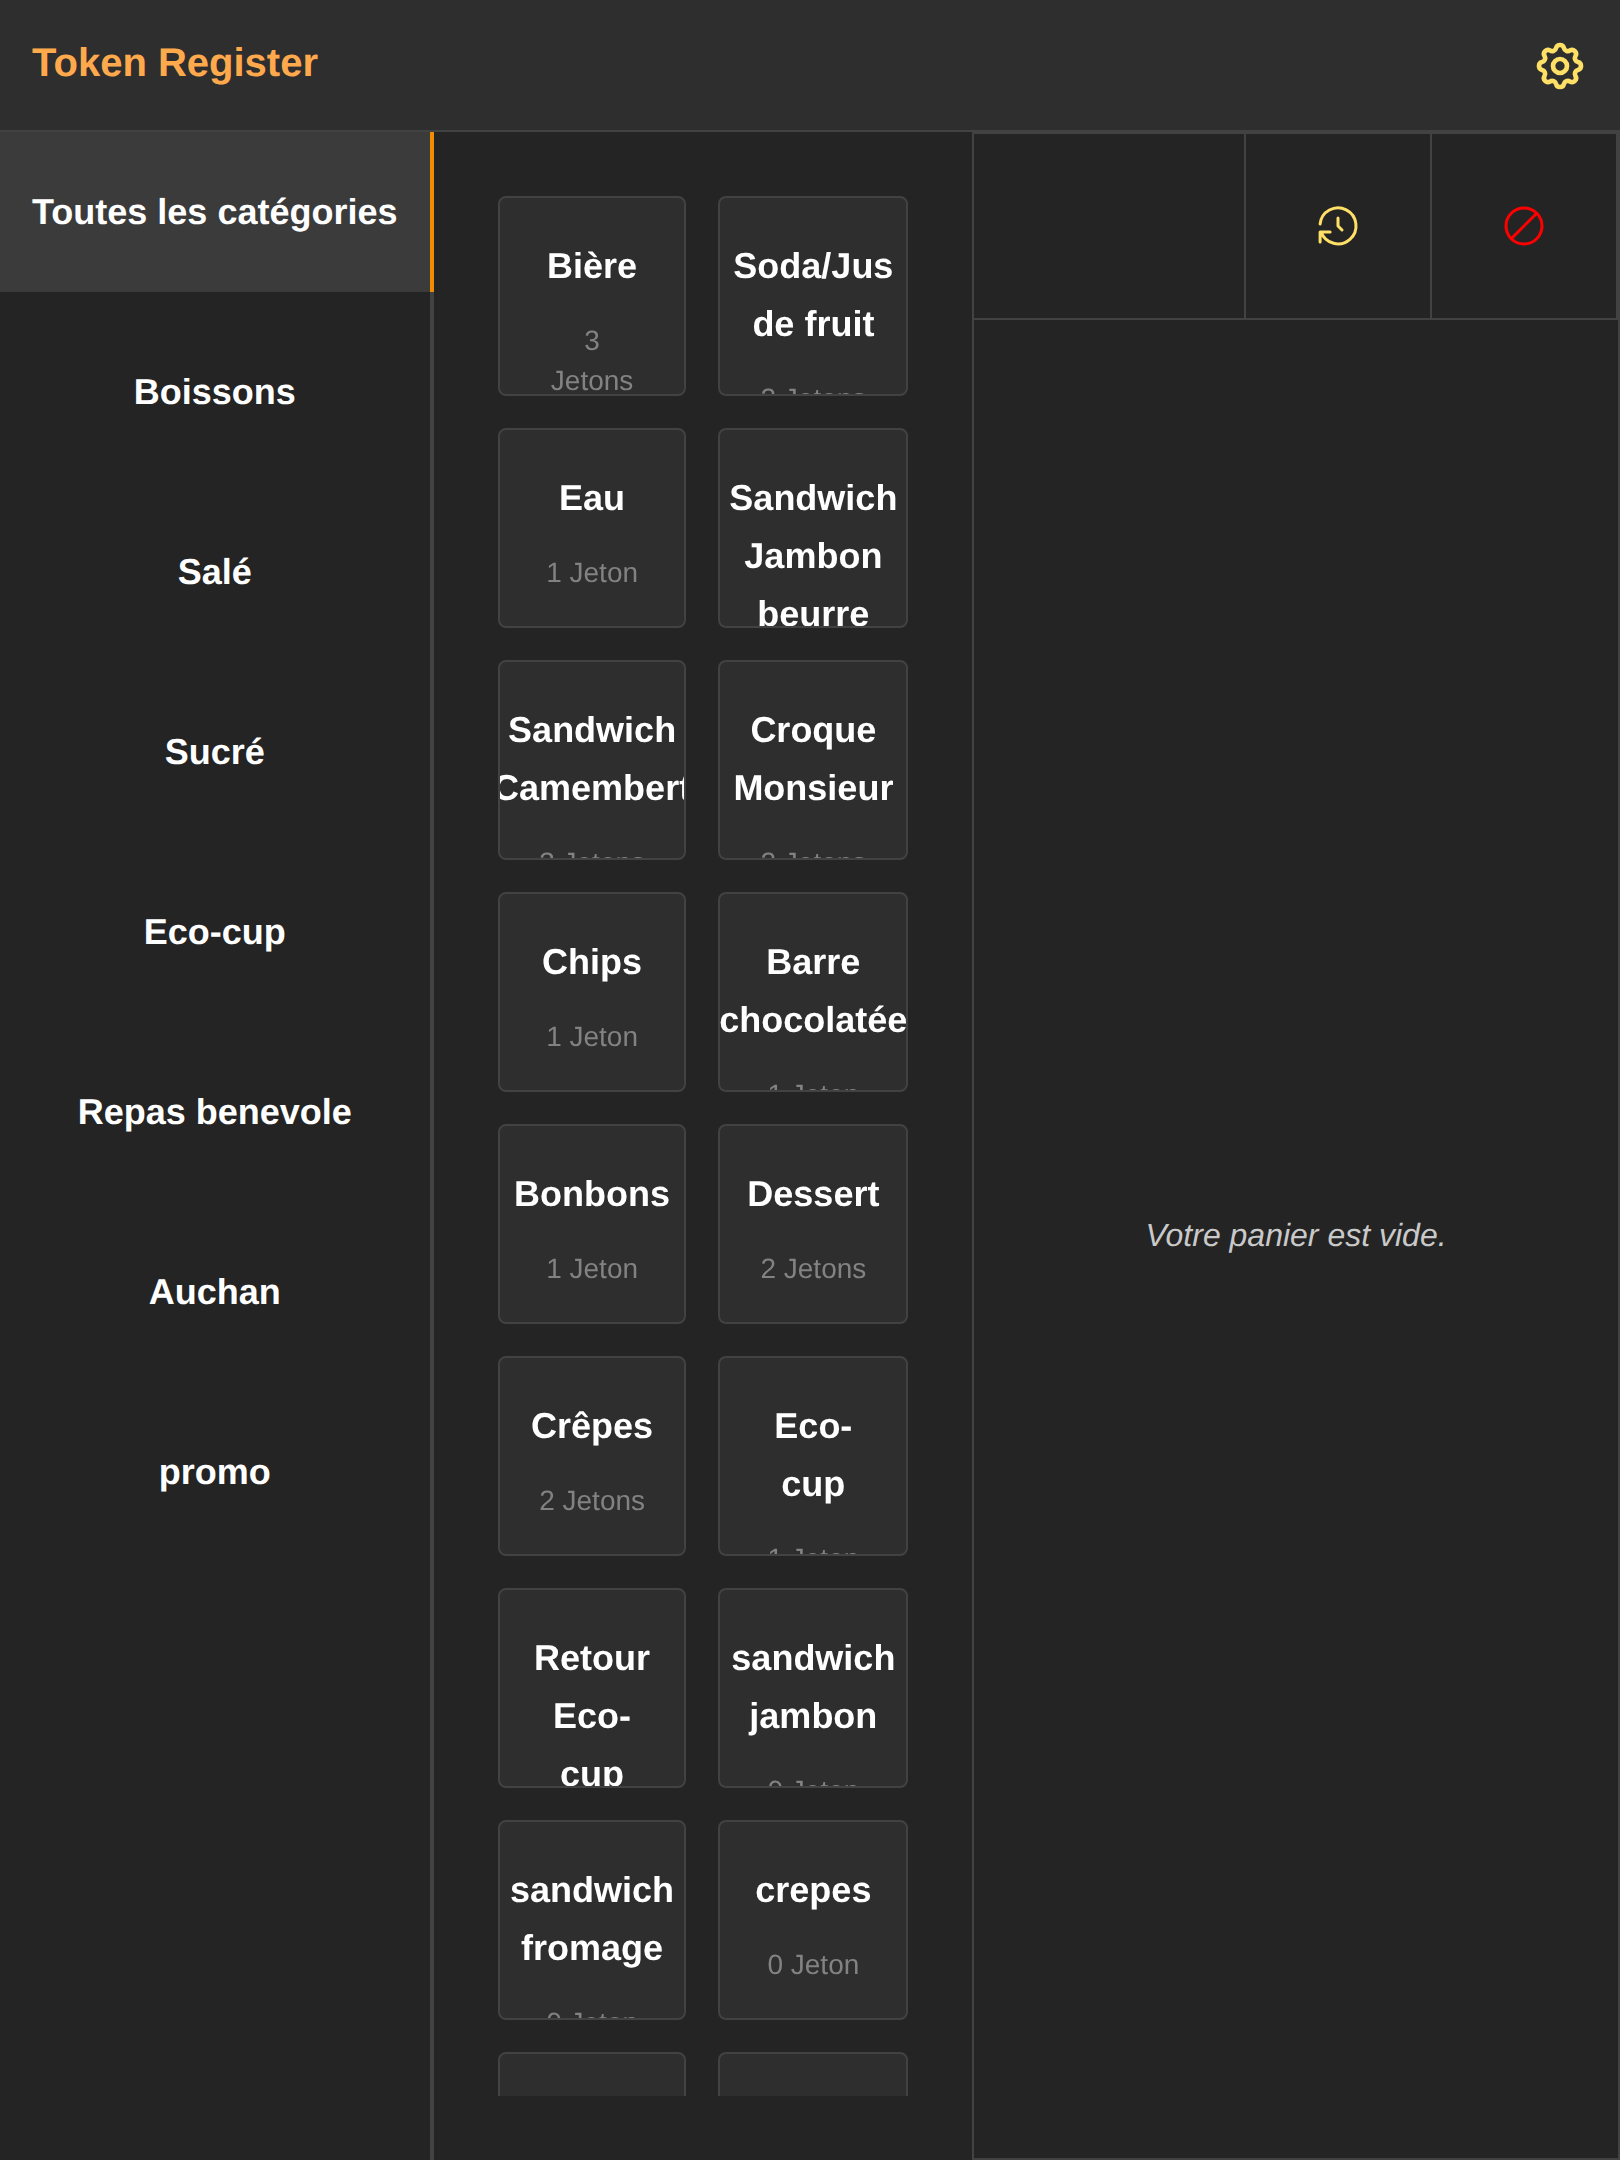 Token Register
Toutes les catégories
Boissons
Salé
Sucré
Eco-cup
Repas benevole
Auchan
promo
Bière
3
Jetons
Soda/Jus
de fruit
Eau
1 Jeton
Sandwich
Jambon
beurre
Sandwich
Camembert
Croque
Monsieur
Chips
1 Jeton
Barre
chocolatée
Bonbons
1 Jeton
Dessert
2 Jetons
Crêpes
2 Jetons
Eco-
cup
Retour
Eco-
cup
sandwich
jambon
sandwich
fromage
crepes
0 Jeton
Votre panier est vide.